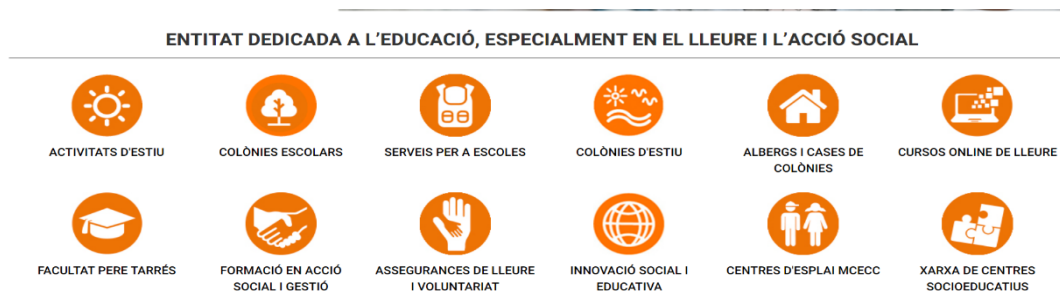 ENTITAT DEDICADA A L'EDUCACIÓ, ESPECIALMENT EN EL LLEURE I L'ACCIÓ SOCIAL
ACTIVITATS D'ESTIU
COLÒNIES ESCOLARS
SERVEIS PER A ESCOLES
COLÒNIES D'ESTIU
ALBERGS I CASES DE
COLÒNIES
CURSOS ONLINE DE LLEURE
FACULTAT PERE TARRÉS
FORMACIÓ EN ACCIÓ
SOCIAL I GESTIÓ
ASSEGURANCES DE LLEURE
I VOLUNTARIAT
INNOVACIÓ SOCIAL I
EDUCATIVA
CENTRES D'ESPLAI MCECC
XARXA DE CENTRES
SOCIOEDUCATIUS